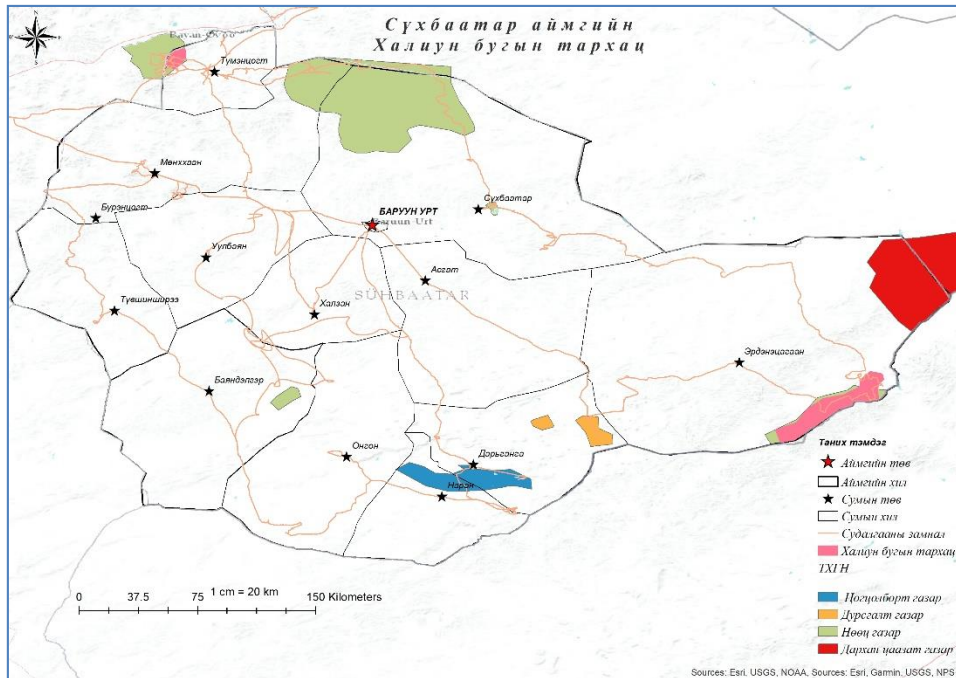 Сүхбаатар аймгийн
Халиун бугын тархац
Түмэнцогт
Мөнххаан
Бүрэнцогт
БАРУУН УРТ
Baruun-Urt
Сүхбаатар
Уулбаян
Асгат
SÜHBAATAR
Түвшинширээ
Халзан
Эрдэнэцагаан
Баяндэлгэр
Онгон
Дарьганга
Наран
Таних тэмдэг
Аймгийн төв
Аймгийн хил
Сумын төв
Сумын хил
Судалгааны замнал
Халиун бугын тархац
ТХГН
Цогцолборт газар
Дурсгалт газар
Нөөц газар
Дархан цаазат газар
1 cm = 20 km
0 37.5 75 150 Kilometers
Sources: Esri, USGS, NOAA, Sources: Esri, Garmin, USGS, NPS